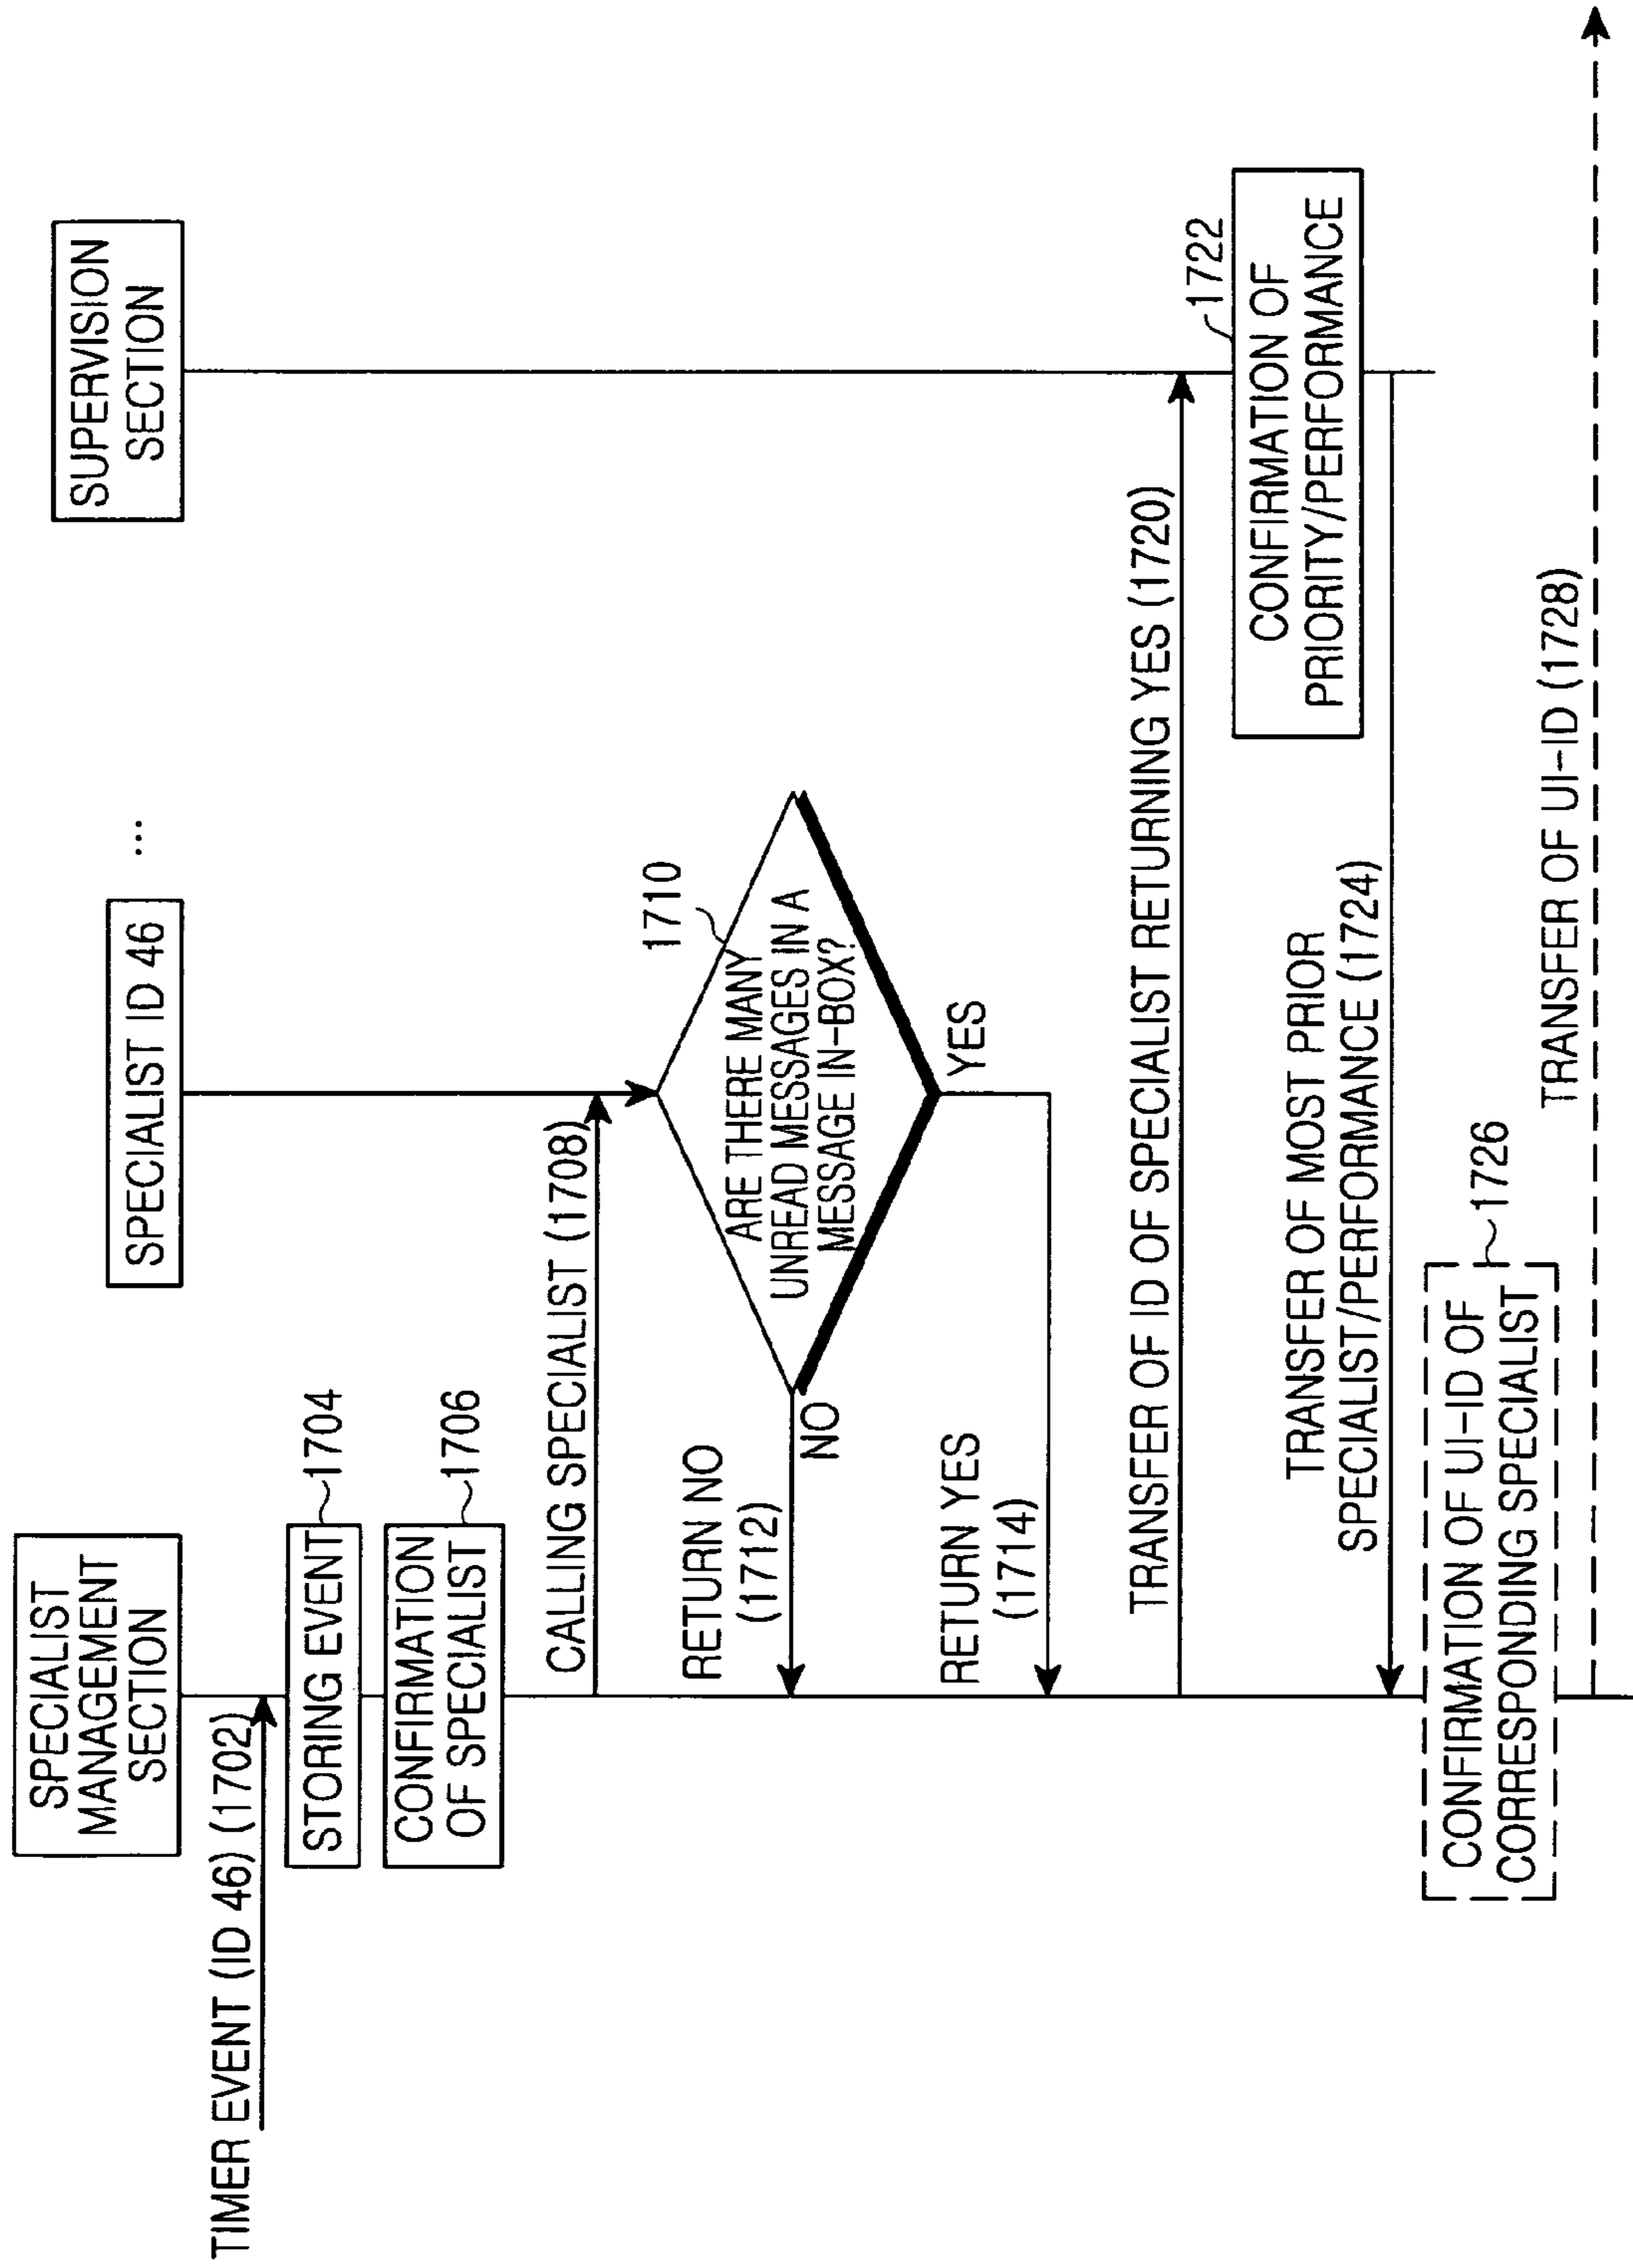 SPECIALIST
MANAGEMENT
SECTION
SPECIALIST ID 46
...
SUPERVISION
SECTION
TIMER EVENT (ID 46) (1702)
STORING EVENT
1704
CONFIRMATION
OF SPECIALIST
1706
CALLING SPECIALIST (1708)
1710
ARE THERE MANY
UNREAD MESSAGES IN A
MESSAGE IN-BOX?
RETURN NO
(1712)
NO
YES
RETURN YES
(1714)
TRANSFER OF ID OF SPECIALIST RETURNING YES (1720)
1722
CONFIRMATION OF
PRIORITY/PERFORMANCE
TRANSFER OF MOST PRIOR
SPECIALIST/PERFORMANCE (1724)
CONFIRMATION OF UI-ID OF
CORRESPONDING SPECIALIST
1726
TRANSFER OF UI-ID (1728)